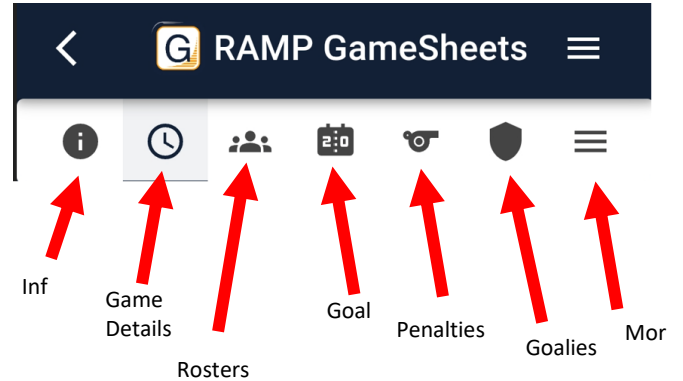 G RAMP GameSheets
i
2:0
Inf
Game
Details
Rosters
Goal
Penalties
Goalies
Mor